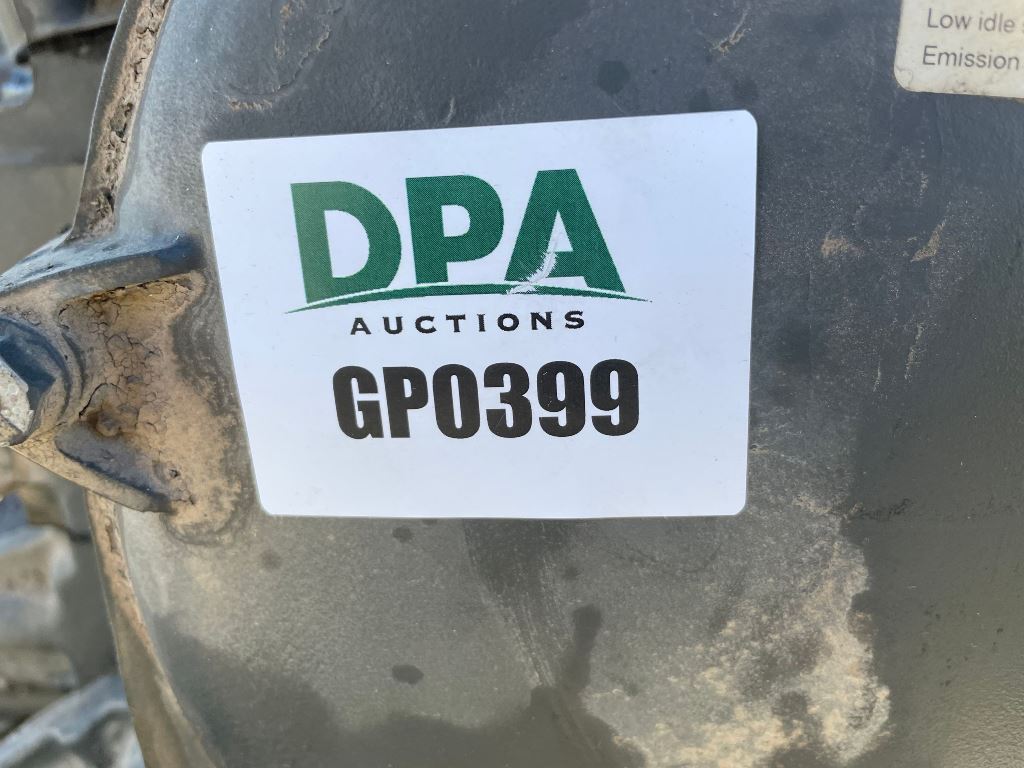 Low idle
Emission
DPA
AUCTIONS
GP0399